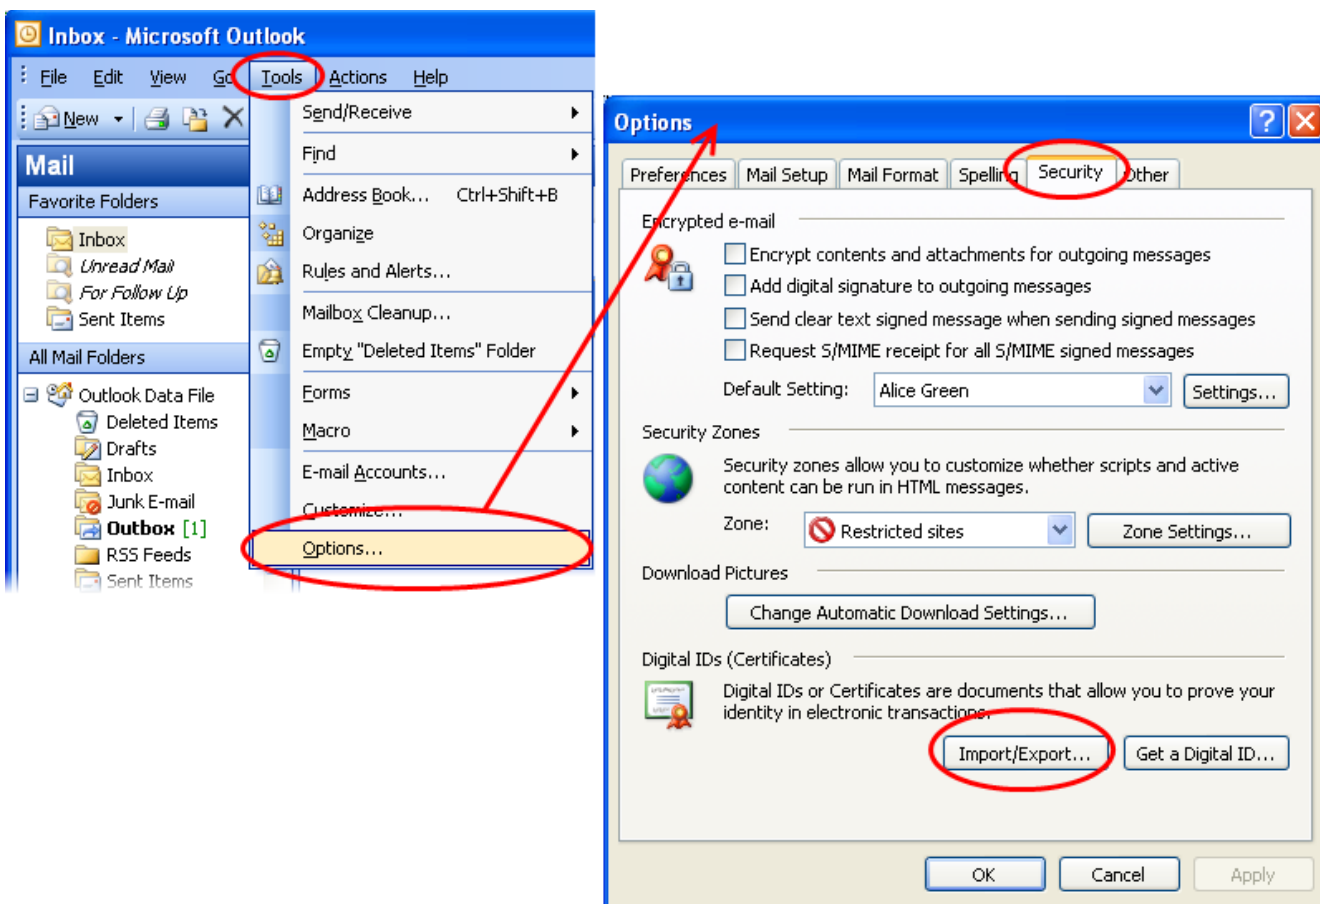 Inbox - Microsoft Outlook
File Edit View Go Tools Actions Help
New
Mail
Favorite Folders
Inbox
Unread Mail
For Follow Up
Sent Items
All Mail Folders
Outlook Data File
Deleted Items
Drafts
Inbox
Junk E-mail
Outbox [1]
RSS Feeds
Sent Items
Send/Receive
Find
Address Book... Ctrl+Shift+B
Organize
Rules and Alerts...
Mailbox Cleanup...
Empty "Deleted Items" Folder
Forms
Macro
E-mail Accounts...
Customize...
Options...
Options
Preferences Mail Setup Mail Format Spelling Security Other
Encrypted e-mail
Encrypt contents and attachments for outgoing messages
Add digital signature to outgoing messages
Send clear text signed message when sending signed messages
Request S/MIME receipt for all S/MIME signed messages
Default Setting: Alice Green Settings...
Security Zones
Security zones allow you to customize whether scripts and active
content can be run in HTML messages.
Zone: Restricted sites Zone Settings...
Download Pictures
Change Automatic Download Settings...
Digital IDs (Certificates)
Digital IDs or Certificates are documents that allow you to prove your
identity in electronic transactions.
Import/Export... Get a Digital ID...
OK Cancel Apply